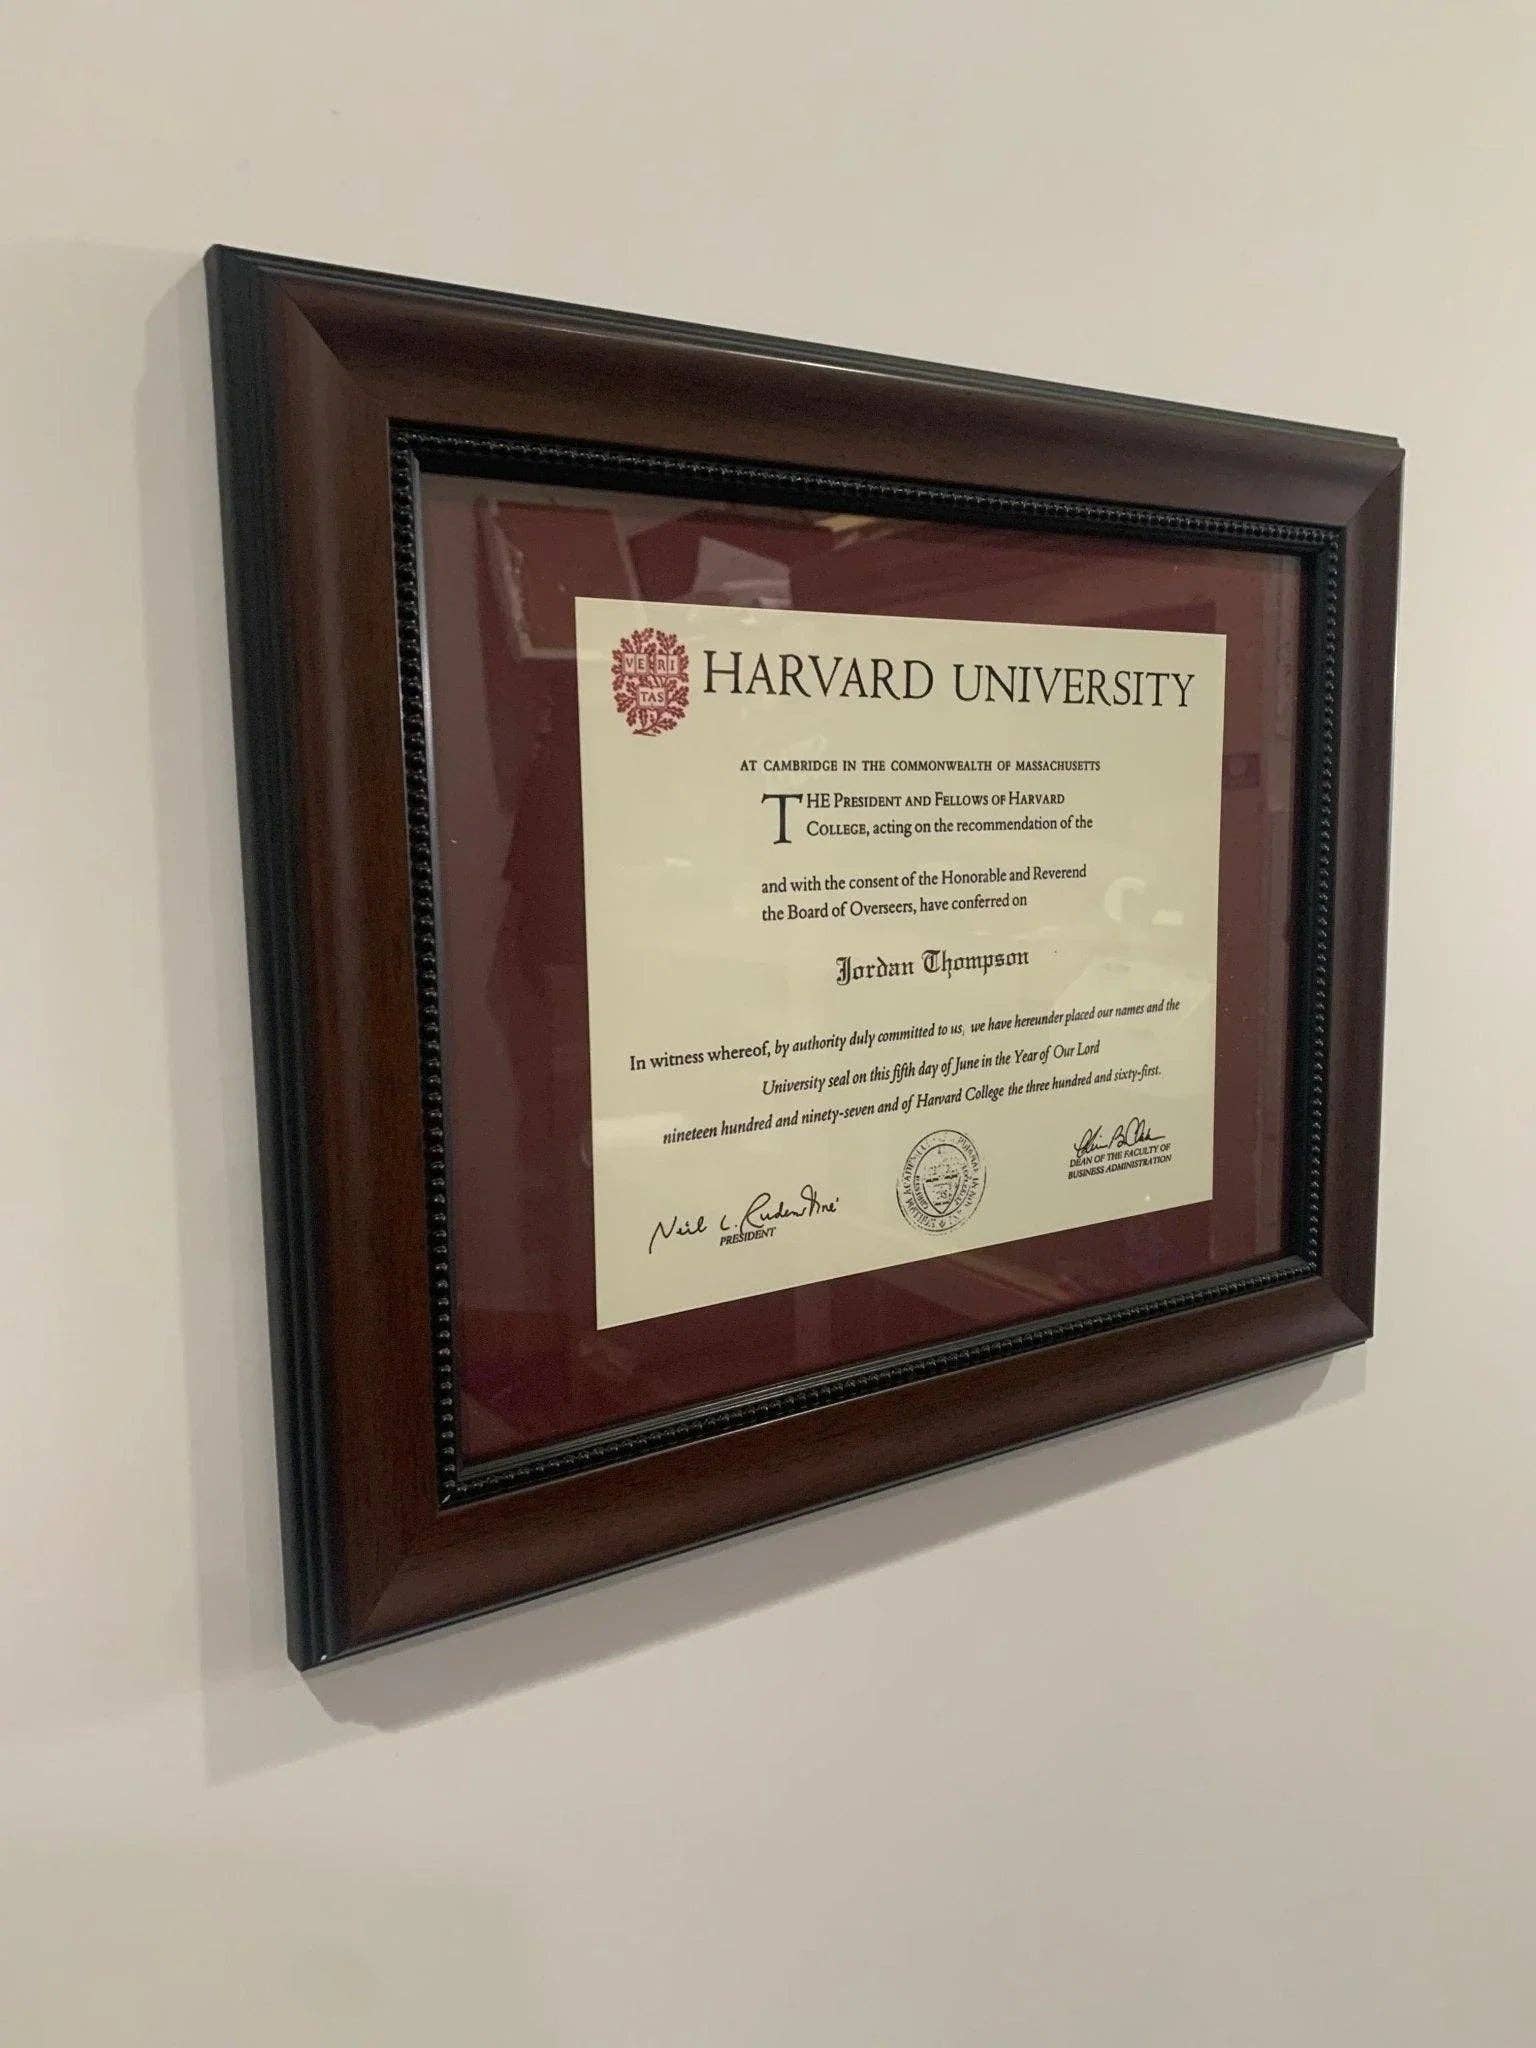 VE RI
TAS
HARVARD UNIVERSITY
AT CAMBRIDGE IN THE COMMONWEALTH OF MASSACHUSETTS
THE PRESIDENT AND FELLOWS OF HARVARD
COLLEGE, acting on the recommendation of the
and with the consent of the Honorable and Reverend
the Board of Overseers, have conferred on
Jordan Thompson
In witness whereof, by authority duly committed to us, we have hereunder placed our names and the
University seal on this fifth day of June in the Year of Our Lord
nineteen hundred and ninety-seven and of Harvard College the three hundred and sixty-first.
Neil L. Rudenstine
PRESIDENT
DEAN OF THE FACULTY OF
BUSINESS ADMINISTRATION